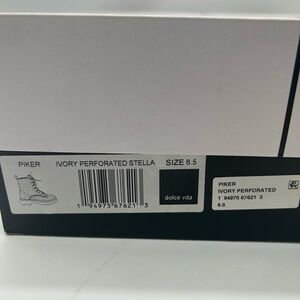 PIKER IVORY PERFORATED STELLA SIZE 6.5
1 94975 67621 3
dolce vita
PIKER
IVORY PERFORATED
1 94975 67621 3
6.5